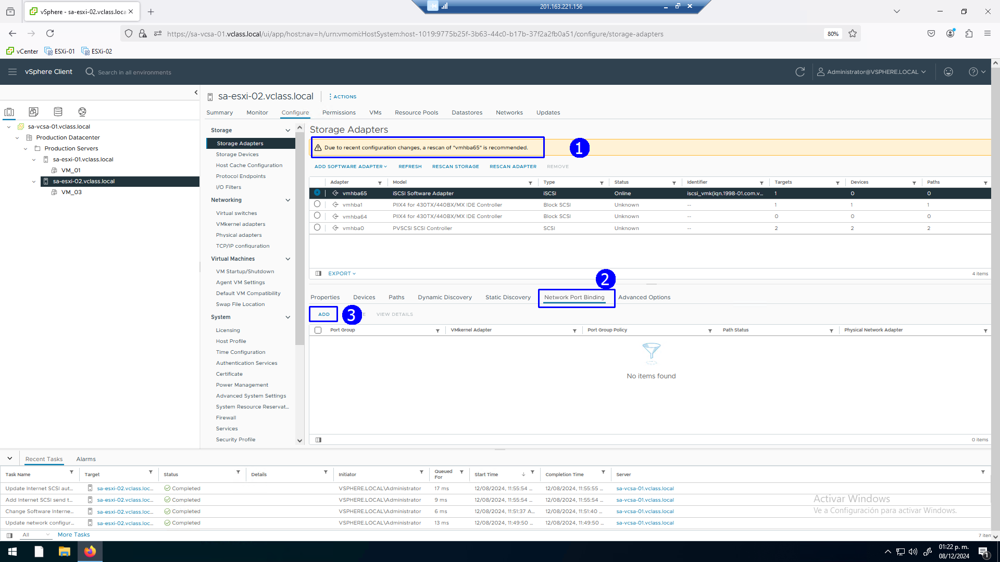 vSphere - sa-esxi-02.vclass.loca
201.163.221.156
https://sa-vcsa-01.vclass.local/ui/app/host;nav=h/urn:vmomi:HostSystem:host-1019:9775b25f-3b63-44c0-b17b-37f2a2fb0a51/configure/storage-adapters
80%
vCenter ESXi-01 ESXi-02
vSphere Client
Search in all environments
Administrator@VSPHERE.LOCAL
sa-esxi-02.vclass.local
ACTIONS
Summary Monitor Configure Permissions VMs Resource Pools Datastores Networks Updates
sa-vcsa-01.vclass.local
Production Datacenter
Production Servers
sa-esxi-01.vclass.local
VM_01
sa-esxi-02.vclass.local
VM_03
Storage
Storage Adapters
Storage Devices
Host Cache Configuration
Protocol Endpoints
I/O Filters
Networking
Virtual switches
VMkernel adapters
Physical adapters
TCP/IP configuration
Virtual Machines
VM Startup/Shutdown
Agent VM Settings
Default VM Compatibility
Swap File Location
System
Licensing
Host Profile
Time Configuration
Authentication Services
Certificate
Power Management
Advanced System Settings
System Resource Reservat...
Firewall
Services
Security Profile
Storage Adapters
Due to recent configuration changes, a rescan of "vmhba65" is recommended.
1
ADD SOFTWARE ADAPTER REFRESH RESCAN STORAGE RESCAN ADAPTER REMOVE
Adapter Model Type Status Identifier Targets Devices Paths
vmhba65 iSCSI Software Adapter iSCSI Online iscsi_vmk(iqn.1998-01.com.v... 1 0 0
vmhba1 PIIX4 for 430TX/440BX/MX IDE Controller Block SCSI Unknown -- 1 1 1
vmhba64 PIIX4 for 430TX/440BX/MX IDE Controller Block SCSI Unknown -- 0 0 0
vmhba0 PVSCSI SCSI Controller SCSI Unknown -- 2 2 2
EXPORT
4 items
2
Properties Devices Paths Dynamic Discovery Static Discovery Network Port Binding Advanced Options
ADD 3 E VIEW DETAILS
Port Group VMkernel Adapter Port Group Policy Path Status Physical Network Adapter
No items found
0 items
Recent Tasks Alarms
Task Name Target Status Details Initiator Queued For Start Time Completion Time Server
Update Internet SCSI aut... sa-esxi-02.vclass.loc... Completed VSPHERE.LOCAL\Administrator 17 ms 12/08/2024, 11:55:54 ... 12/08/2024, 11:55:55 ... sa-vcsa-01.vclass.local
Add Internet SCSI send t... sa-esxi-02.vclass.loc... Completed VSPHERE.LOCAL\Administrator 9 ms 12/08/2024, 11:55:54 ... 12/08/2024, 11:55:54 ... sa-vcsa-01.vclass.local
Change Software Interne... sa-esxi-02.vclass.loc... Completed VSPHERE.LOCAL\Administrator 6 ms 12/08/2024, 11:51:37 A... 12/08/2024, 11:51:40 ... sa-vcsa-01.vclass.local
Update network configur... sa-esxi-02.vclass.loc... Completed VSPHERE.LOCAL\Administrator 13 ms 12/08/2024, 11:49:50 ... 12/08/2024, 11:49:50 ... sa-vcsa-01.vclass.local
Activar Windows
Ve a Configuración para activar Windows.
All More Tasks
7 item
01:22 p. m.
08/12/2024
1